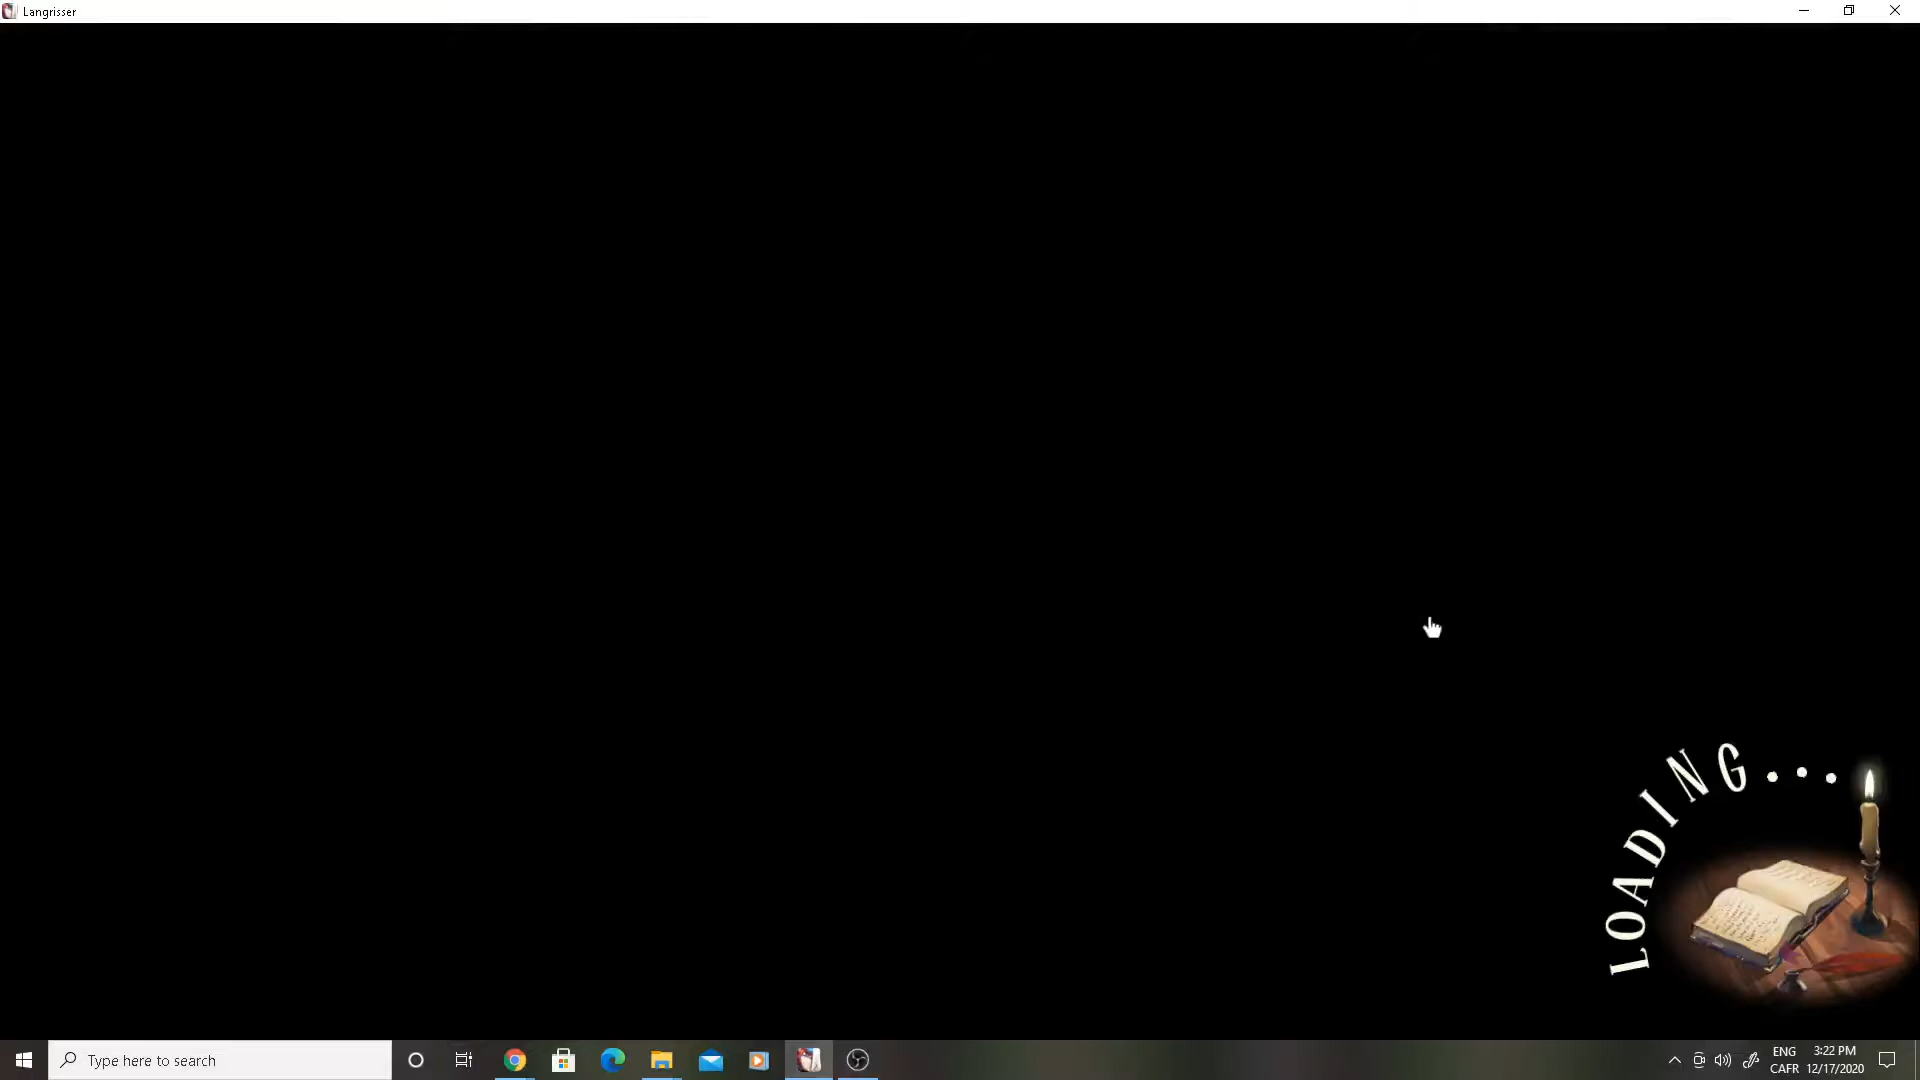 Langrisser
LOADING...
Type here to search
ENG
CAFR
3:22 PM
12/17/2020